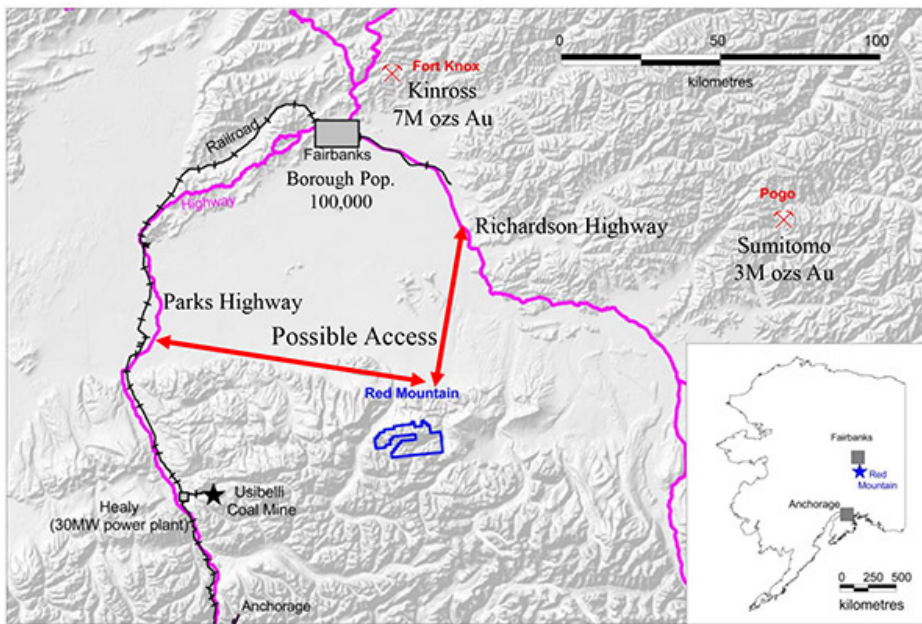 0 50 100
kilometres
Fort Knox
Kinross
7M ozs Au
Railroad
Fairbanks
Highway
Borough Pop.
100,000
Pogo
Richardson Highway
Sumitomo
3M ozs Au
Parks Highway
Possible Access
Red Mountain
Usibelli
Coal Mine
Healy
(30MW power plant)
Anchorage
Fairbanks
Red
Mountain
Anchorage
0 250 500
kilometres